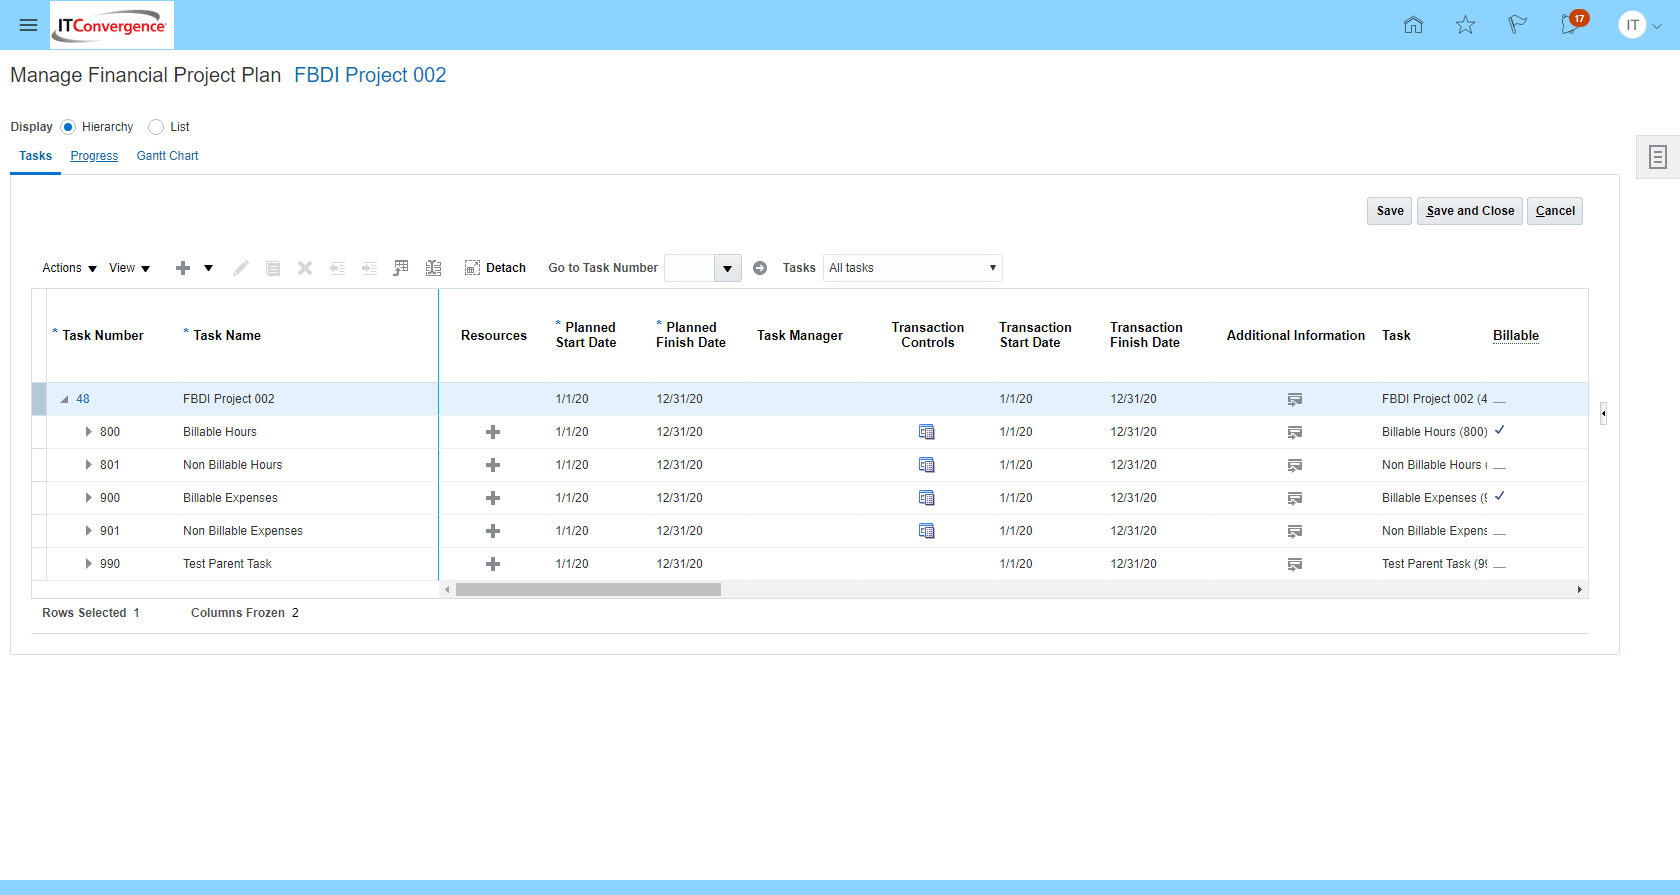 ITConvergence
17
IT
Manage Financial Project Plan FBDI Project 002
Display Hierarchy List
Tasks Progress Gantt Chart
Save Save and Close Cancel
Actions View Detach Go to Task Number Tasks All tasks
* Task Number * Task Name Resources * Planned Start Date * Planned Finish Date Task Manager Transaction Controls Transaction Start Date Transaction Finish Date Additional Information Task Billable
48 FBDI Project 002 1/1/20 12/31/20 1/1/20 12/31/20 FBDI Project 002 (4
800 Billable Hours 1/1/20 12/31/20 1/1/20 12/31/20 Billable Hours (800)
801 Non Billable Hours 1/1/20 12/31/20 1/1/20 12/31/20 Non Billable Hours (
900 Billable Expenses 1/1/20 12/31/20 1/1/20 12/31/20 Billable Expenses (9
901 Non Billable Expenses 1/1/20 12/31/20 1/1/20 12/31/20 Non Billable Expens
990 Test Parent Task 1/1/20 12/31/20 1/1/20 12/31/20 Test Parent Task (99
Rows Selected 1 Columns Frozen 2